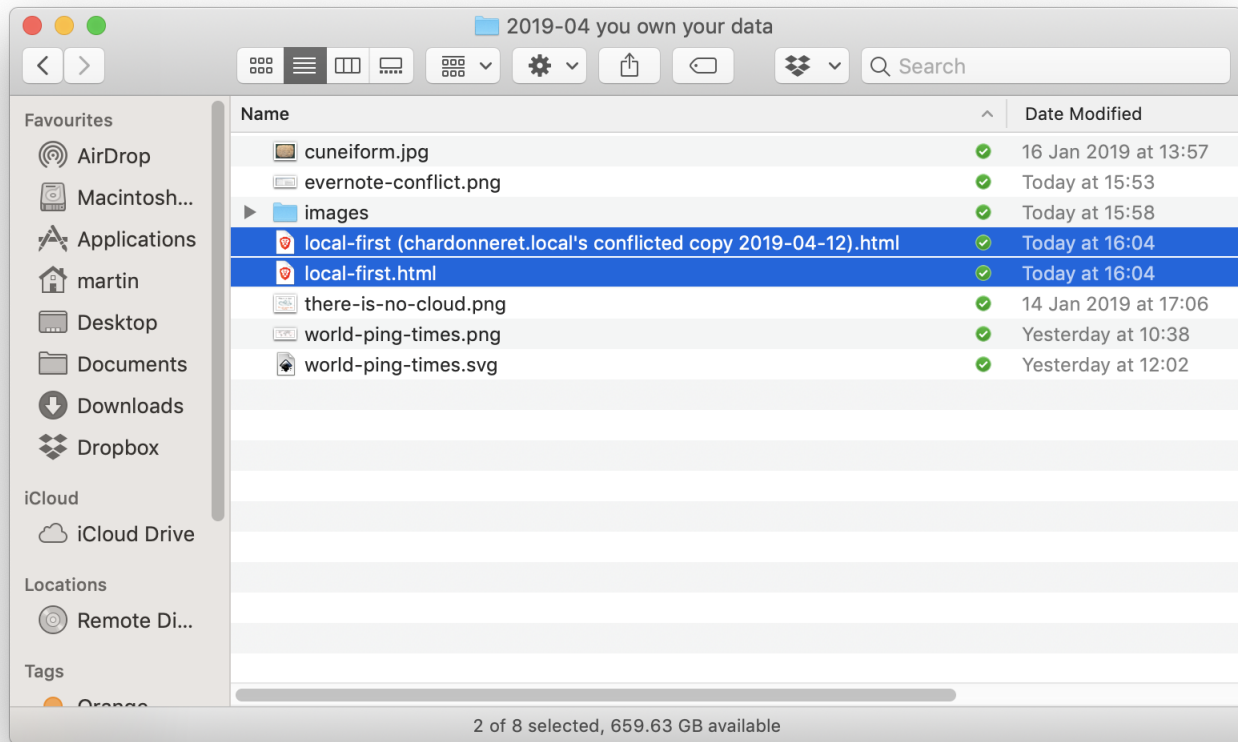 2019-04 you own your data
Search
Favourites
AirDrop
Macintosh...
Applications
martin
Desktop
Documents
Downloads
Dropbox
iCloud
iCloud Drive
Locations
Remote Di...
Tags
Orange
Name Date Modified
cuneiform.jpg 16 Jan 2019 at 13:57
evernote-conflict.png Today at 15:53
images Today at 15:58
local-first (chardonneret.local's conflicted copy 2019-04-12).html Today at 16:04
local-first.html Today at 16:04
there-is-no-cloud.png 14 Jan 2019 at 17:06
world-ping-times.png Yesterday at 10:38
world-ping-times.svg Yesterday at 12:02
2 of 8 selected, 659.63 GB available